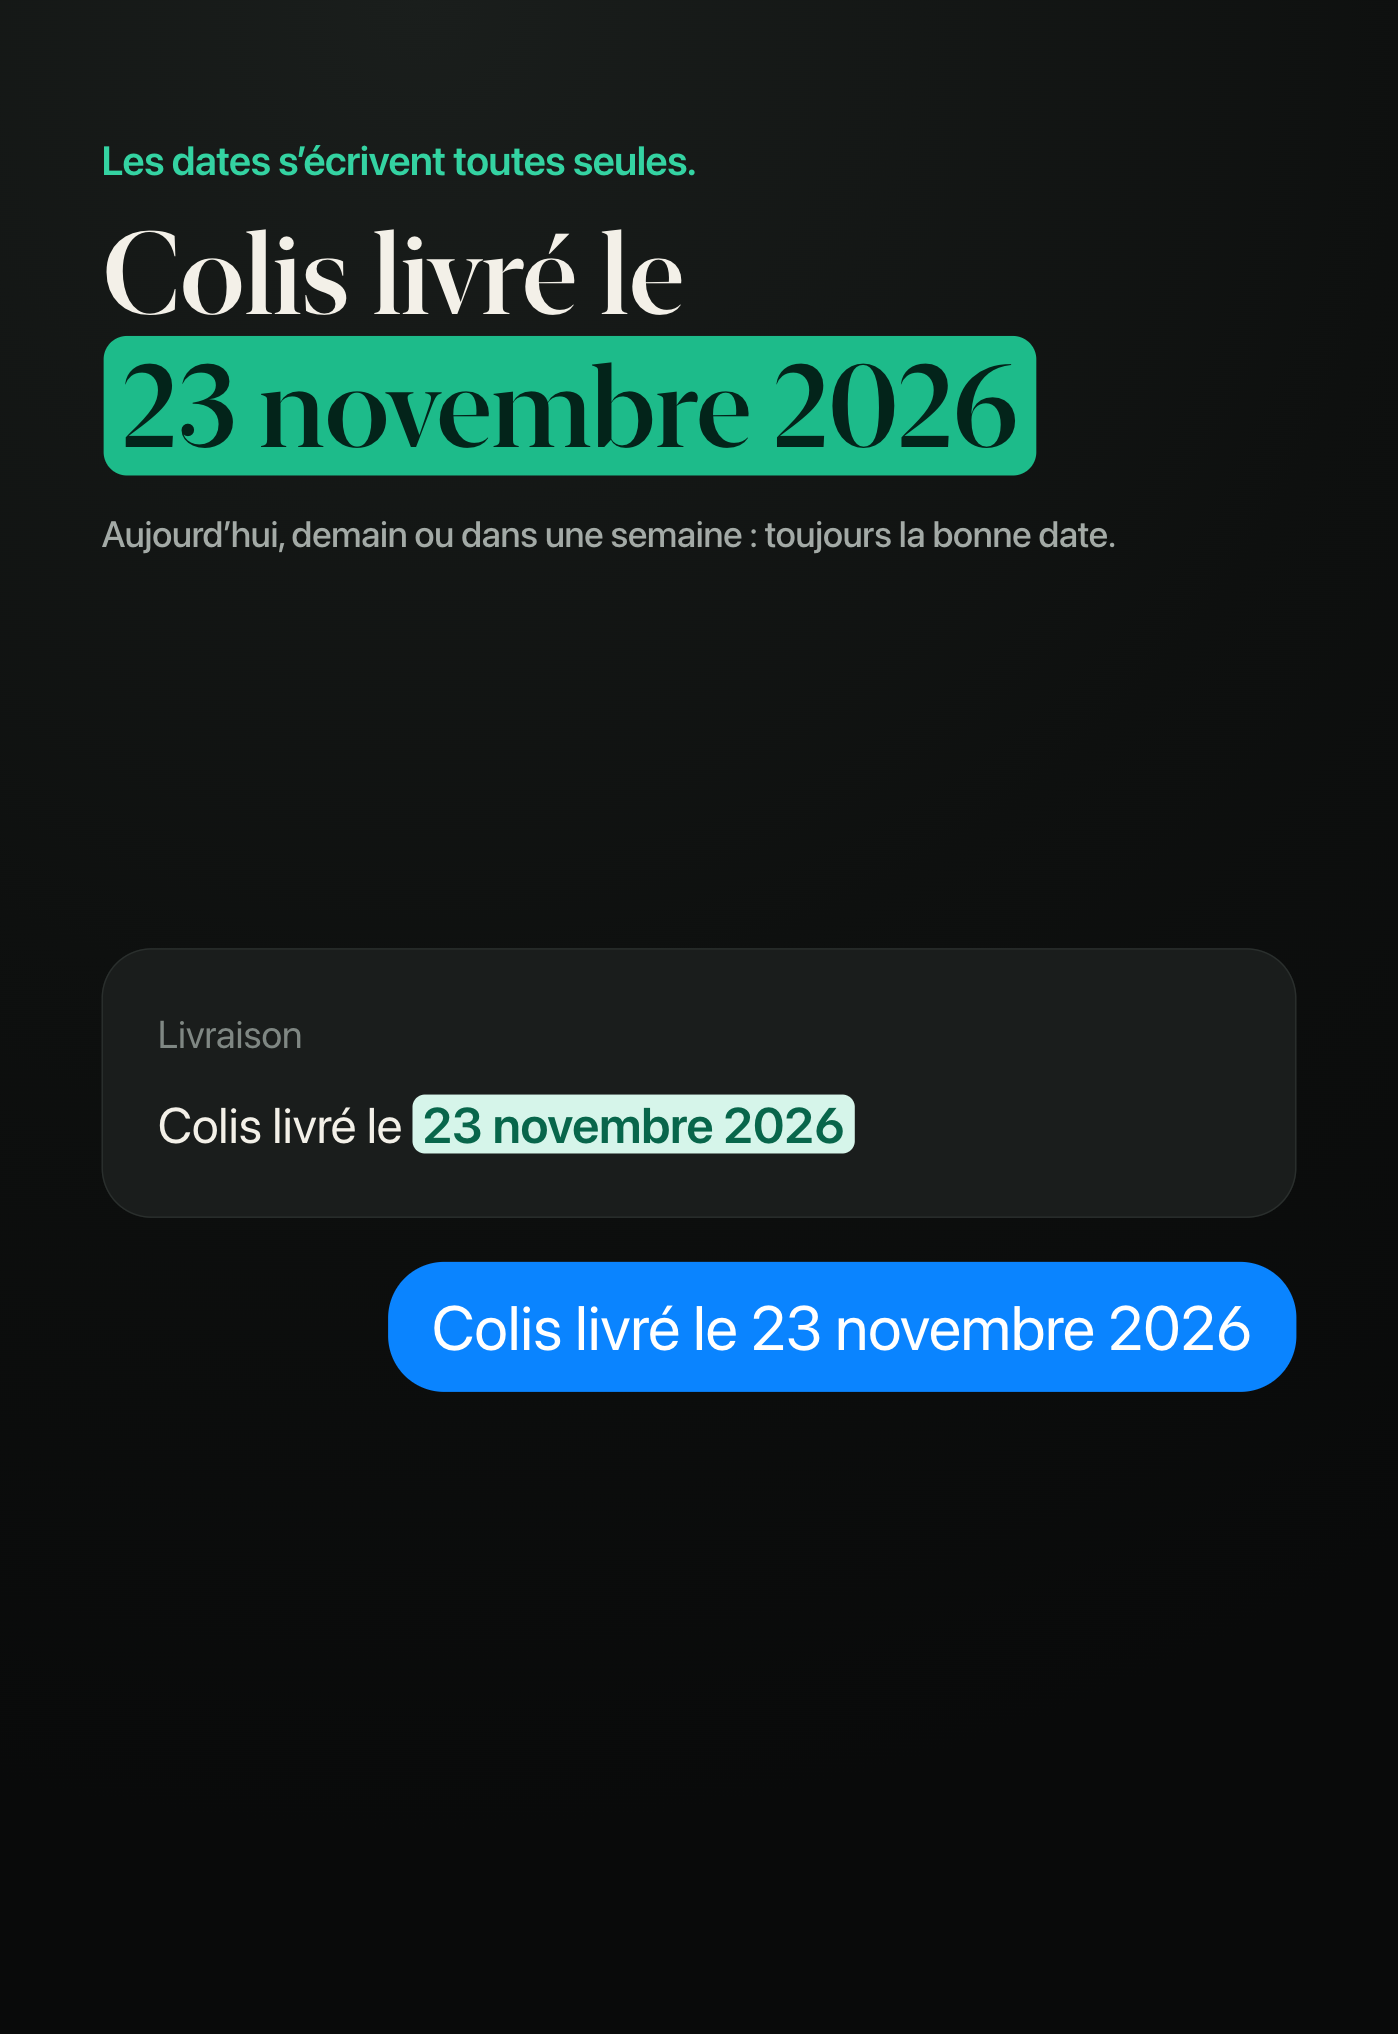 Les dates s’écrivent toutes seules.
Colis livré le
23 novembre 2026
Aujourd’hui, demain ou dans une semaine : toujours la bonne date.
Livraison
Colis livré le 23 novembre 2026
Colis livré le 23 novembre 2026